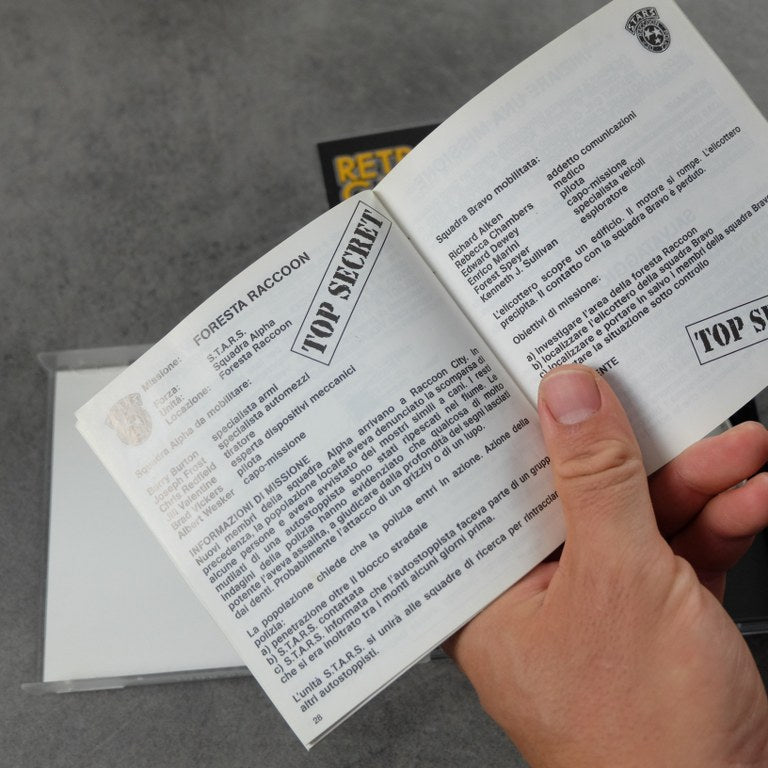 FORESTA RACCOON
TOP SECRET
Missione: S.T.A.R.S.
Forza: Squadra Alpha
Unità: Foresta Raccoon
Locazione:
Squadra Alpha da mobilitare:
Barry Burton specialista armi
Joseph Frost specialista automezzi
Chris Redfield tiratore
Jill Valentine esperta dispositivi meccanici
Brad Vickers pilota
Albert Wesker capo-missione
INFORMAZIONI DI MISSIONE
Nuovi membri della squadra Alpha arrivano a Raccoon City. In
precedenza, la popolazione locale aveva denunciato la scomparsa di
alcune persone e aveva avvistato dei mostri simili a cani. I resti
mutilati di una autostoppista sono stati ripescati nel fiume. Le
indagini della polizia hanno evidenziato che qualcosa di molto
potente l'aveva assalita, a giudicare dalla profondità dei segni lasciati
dai denti. Probabilmente l'attacco di un grizzly o di un lupo.
La popolazione chiede che la polizia entri in azione. Azione della
polizia:
a) penetrazione oltre il blocco stradale
b) S.T.A.R.S. contattata
c) S.T.A.R.S. informata che l'autostoppista faceva parte di un gruppo
che si era inoltrato tra i monti alcuni giorni prima.
L'unità S.T.A.R.S. si unirà alle squadre di ricerca per rintracciar
altri autostoppisti.
28
S.T.A.R.S.
Squadra Bravo mobilitata:
Richard Aiken addetto comunicazioni
Rebecca Chambers medico
Edward Dewey pilota
Enrico Marini capo-missione
Forest Speyer specialista veicoli
Kenneth J. Sullivan esploratore
L'elicottero scopre un edificio. Il motore si rompe. L'elicottero
precipita. Il contatto con la squadra Bravo è perduto.
Obiettivi di missione:
a) investigare l'area della foresta Raccoon
b) localizzare l'elicottero della squadra Bravo
localizzare e portare in salvo i membri della squadra Bravo
tare la situazione sotto controllo
ENTE
TOP SE
RETR